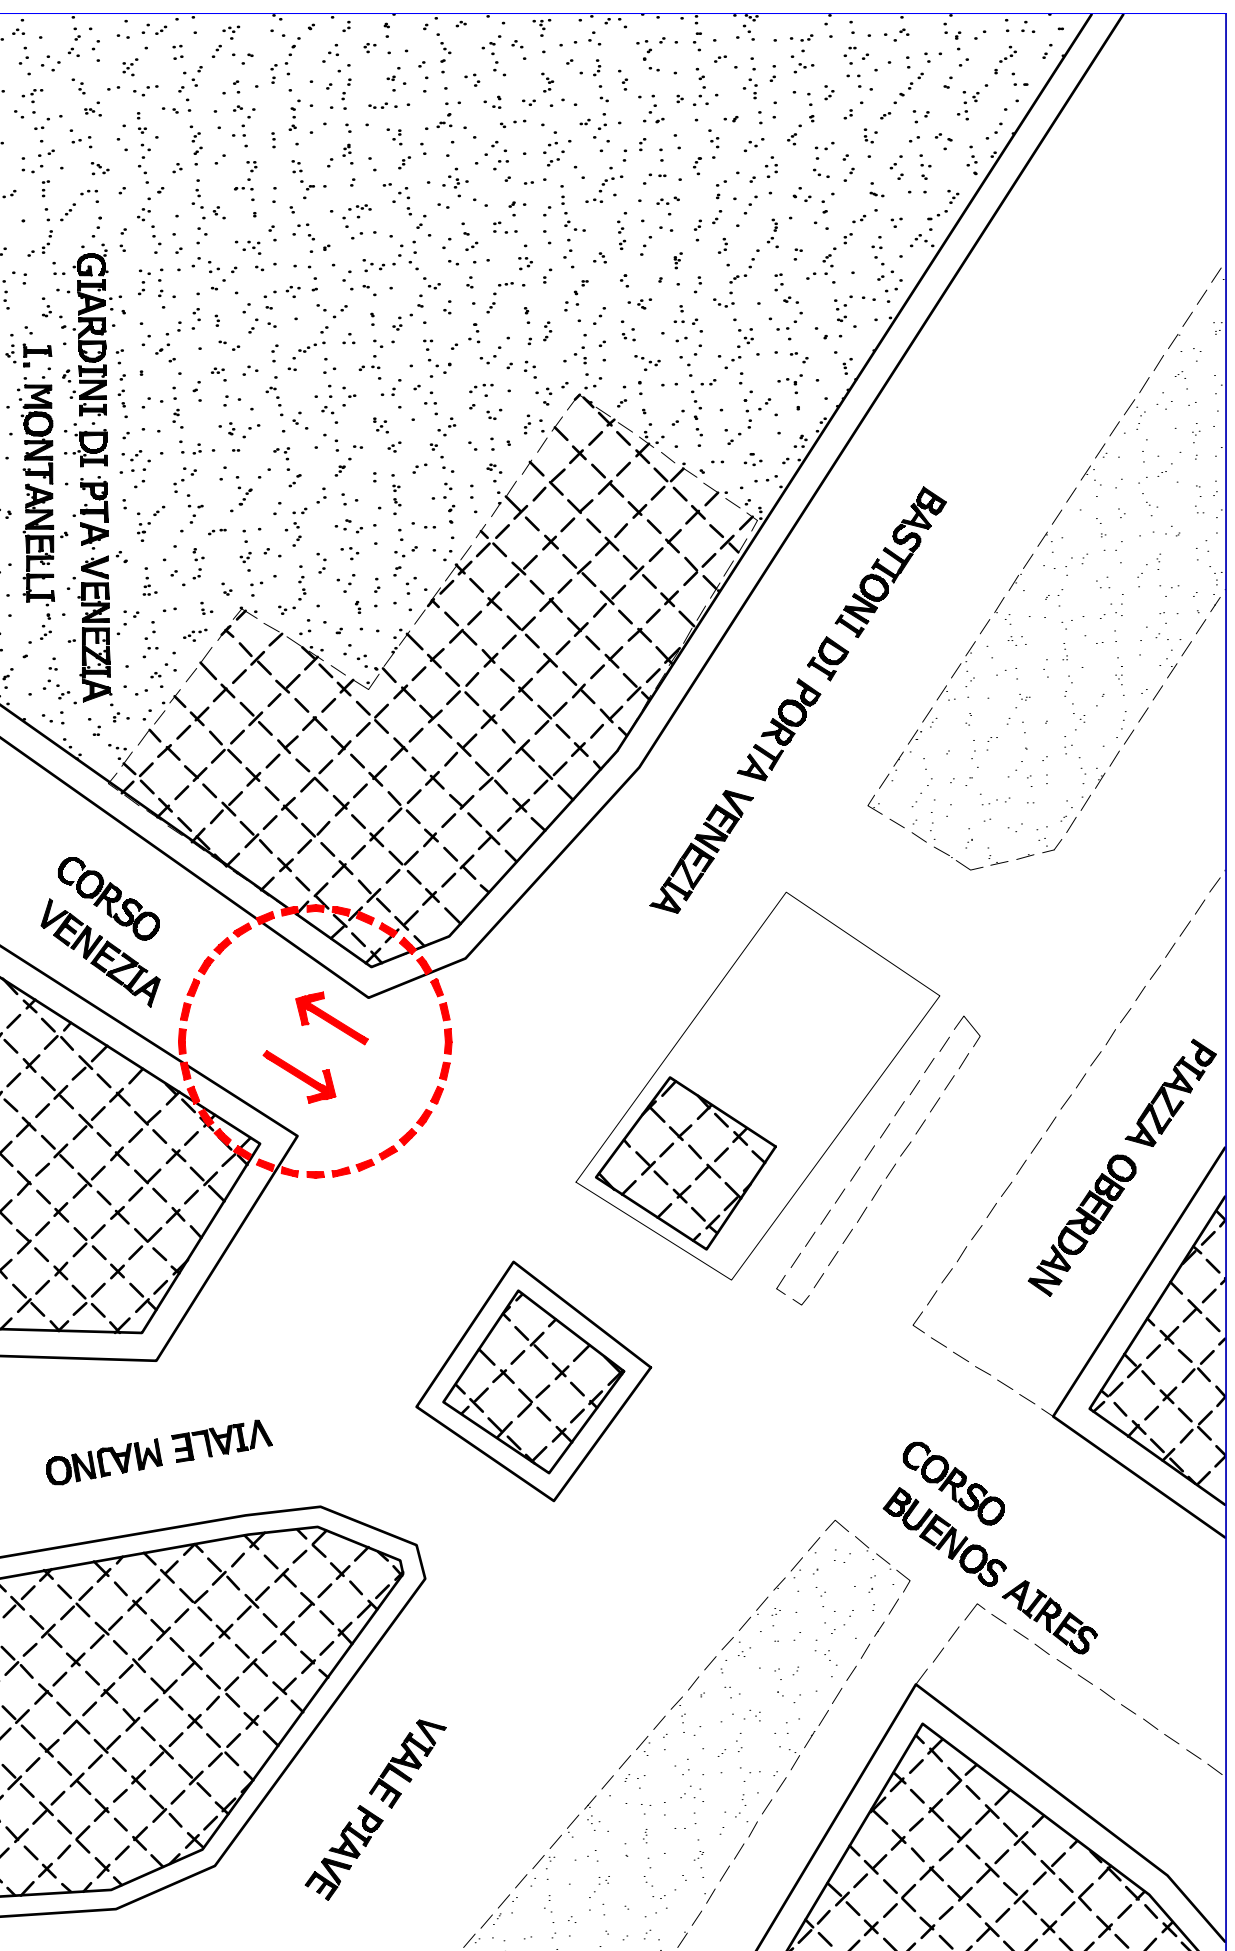 GIARDINI DI PTA VENEZIA
I. MONTANELLI
BASTIONI DI PORTA VENEZIA
CORSO
VENEZIA
PIAZZA OBERDAN
VIALE MAJNO
CORSO
BUENOS AIRES
VIALE PIAVE